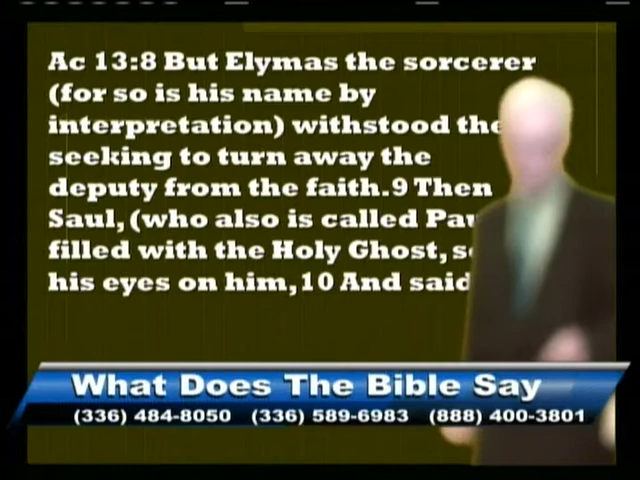 Ac 13:8 But Elymas the sorcerer
(for so is his name by
interpretation) withstood the
seeking to turn away the
deputy from the faith.9 Then
Saul, (who also is called
filled with the Holy Ghost,
his eyes on him,10 And said
What Does The Bible Say
(336) 484-8050 (336) 589-6983 (888) 400-3801